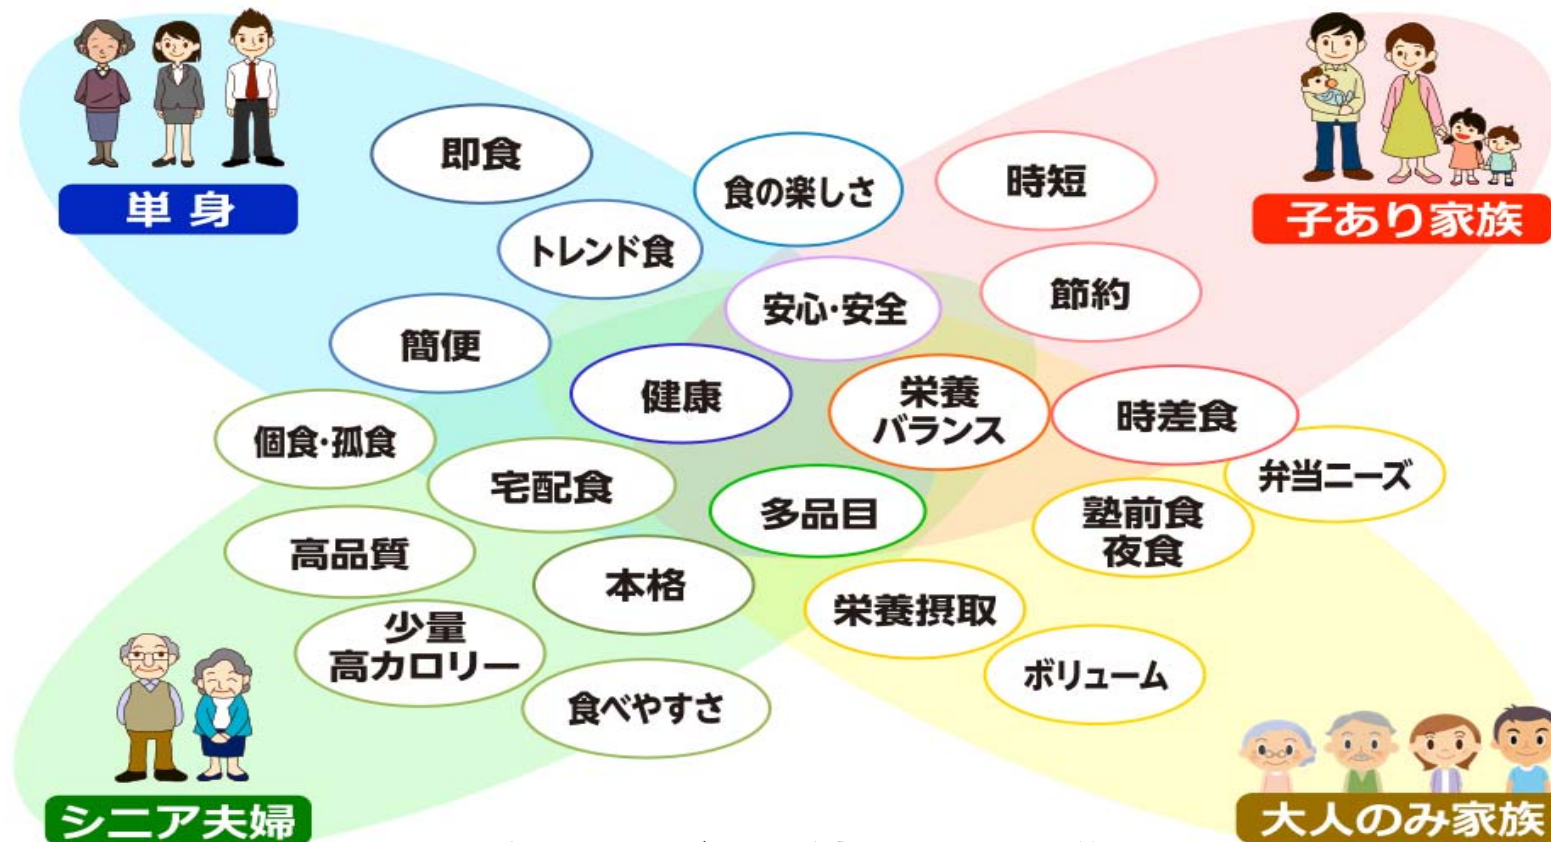 単身
子あり家族
即食
食の楽しさ
時短
トレンド食
安心・安全
節約
簡便
健康
栄養
バランス
時差食
個食・孤食
宅配食
多品目
弁当ニーズ
塾前食
夜食
高品質
本格
栄養摂取
少量
高カロリー
食べやすさ
ボリューム
シニア夫婦
大人のみ家族